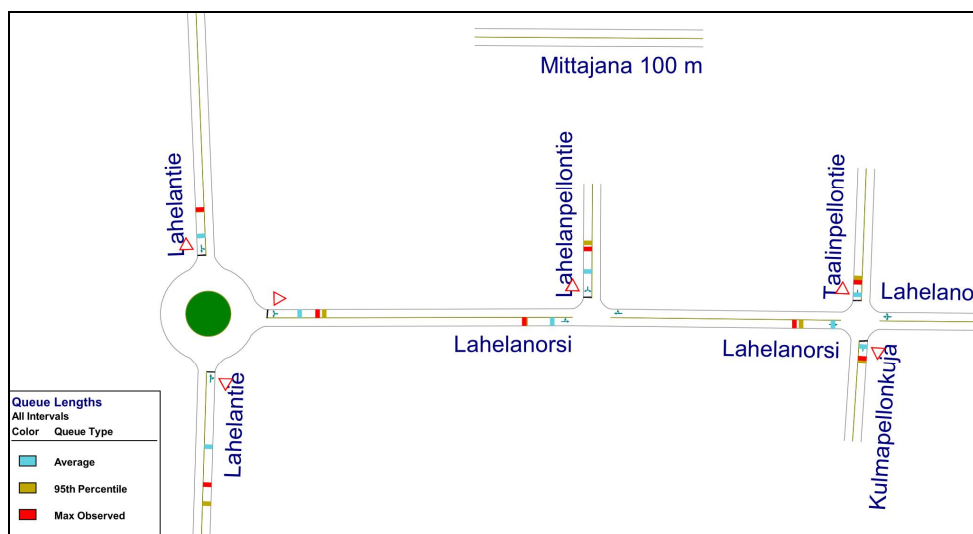 Mittajana 100 m
Lahelantie
Lahelanpellontie
Taalinpellontie
Lahelano
Lahelanorsi
Lahelanorsi
Lahelantie
Kulmapellonkuja
Queue Lengths
All Intervals
Color Queue Type
Average
95th Percentile
Max Observed